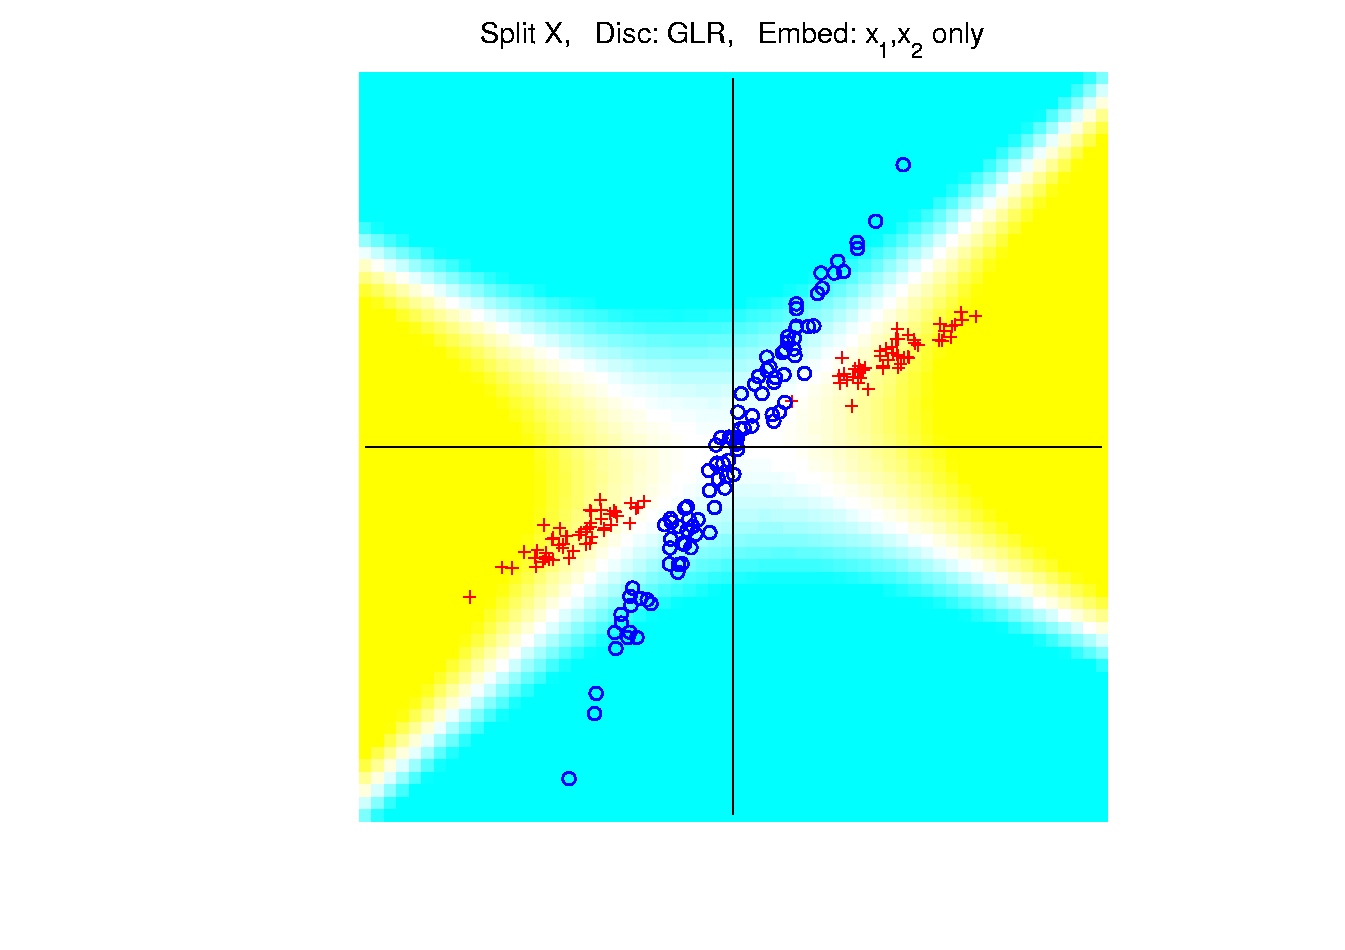 Split X,   Disc: GLR,   Embed: x₁,x₂ only